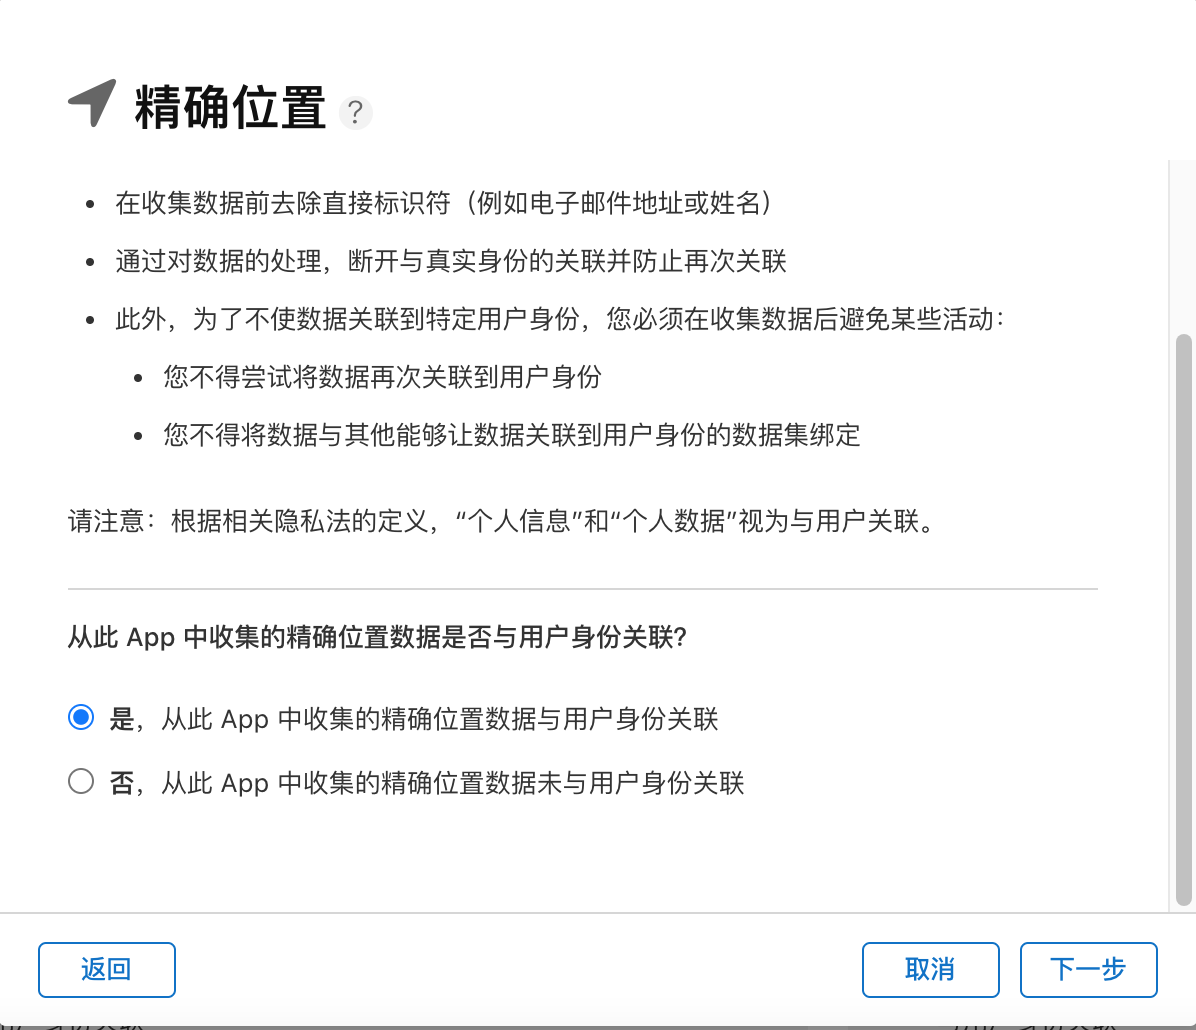 精确位置 ?
在收集数据前去除直接标识符（例如电子邮件地址或姓名）
通过对数据的处理，断开与真实身份的关联并防止再次关联
此外，为了不使数据关联到特定用户身份，您必须在收集数据后避免某些活动：
您不得尝试将数据再次关联到用户身份
您不得将数据与其他能够让数据关联到用户身份的数据集绑定
请注意：根据相关隐私法的定义，“个人信息”和“个人数据”视为与用户关联。
从此 App 中收集的精确位置数据是否与用户身份关联?
是，从此 App 中收集的精确位置数据与用户身份关联
否，从此 App 中收集的精确位置数据未与用户身份关联
返回 取消 下一步